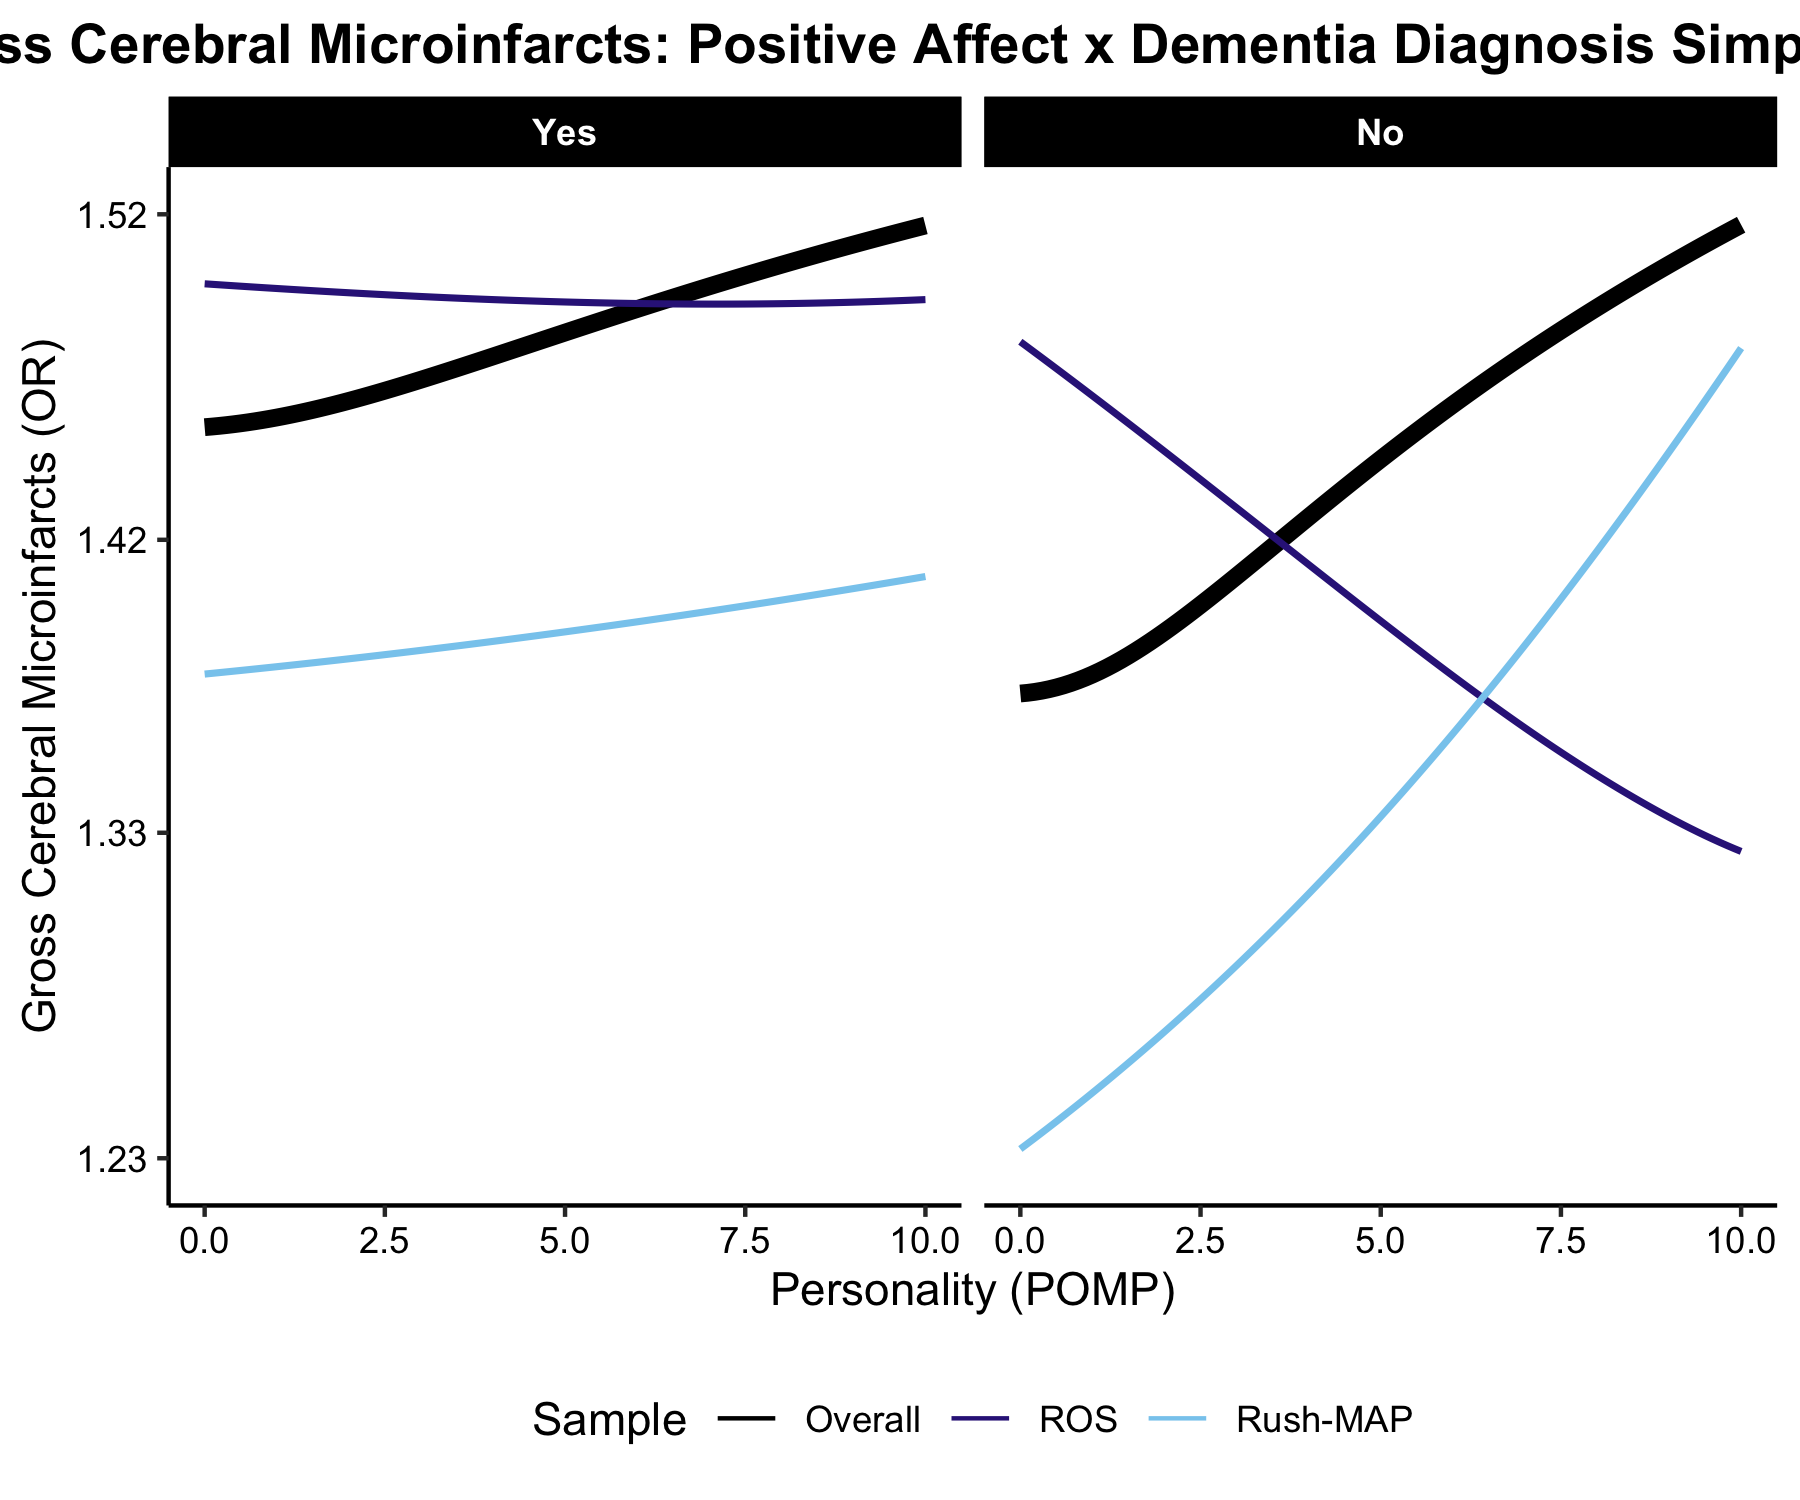 ss Cerebral Microinfarcts: Positive Affect x Dementia Diagnosis Simp
Yes
No
Gross Cerebral Microinfarcts (OR)
1.52
1.42
1.33
1.23
0.0 2.5 5.0 7.5 10.0
0.0 2.5 5.0 7.5 10.0
Personality (POMP)
Sample Overall ROS Rush-MAP